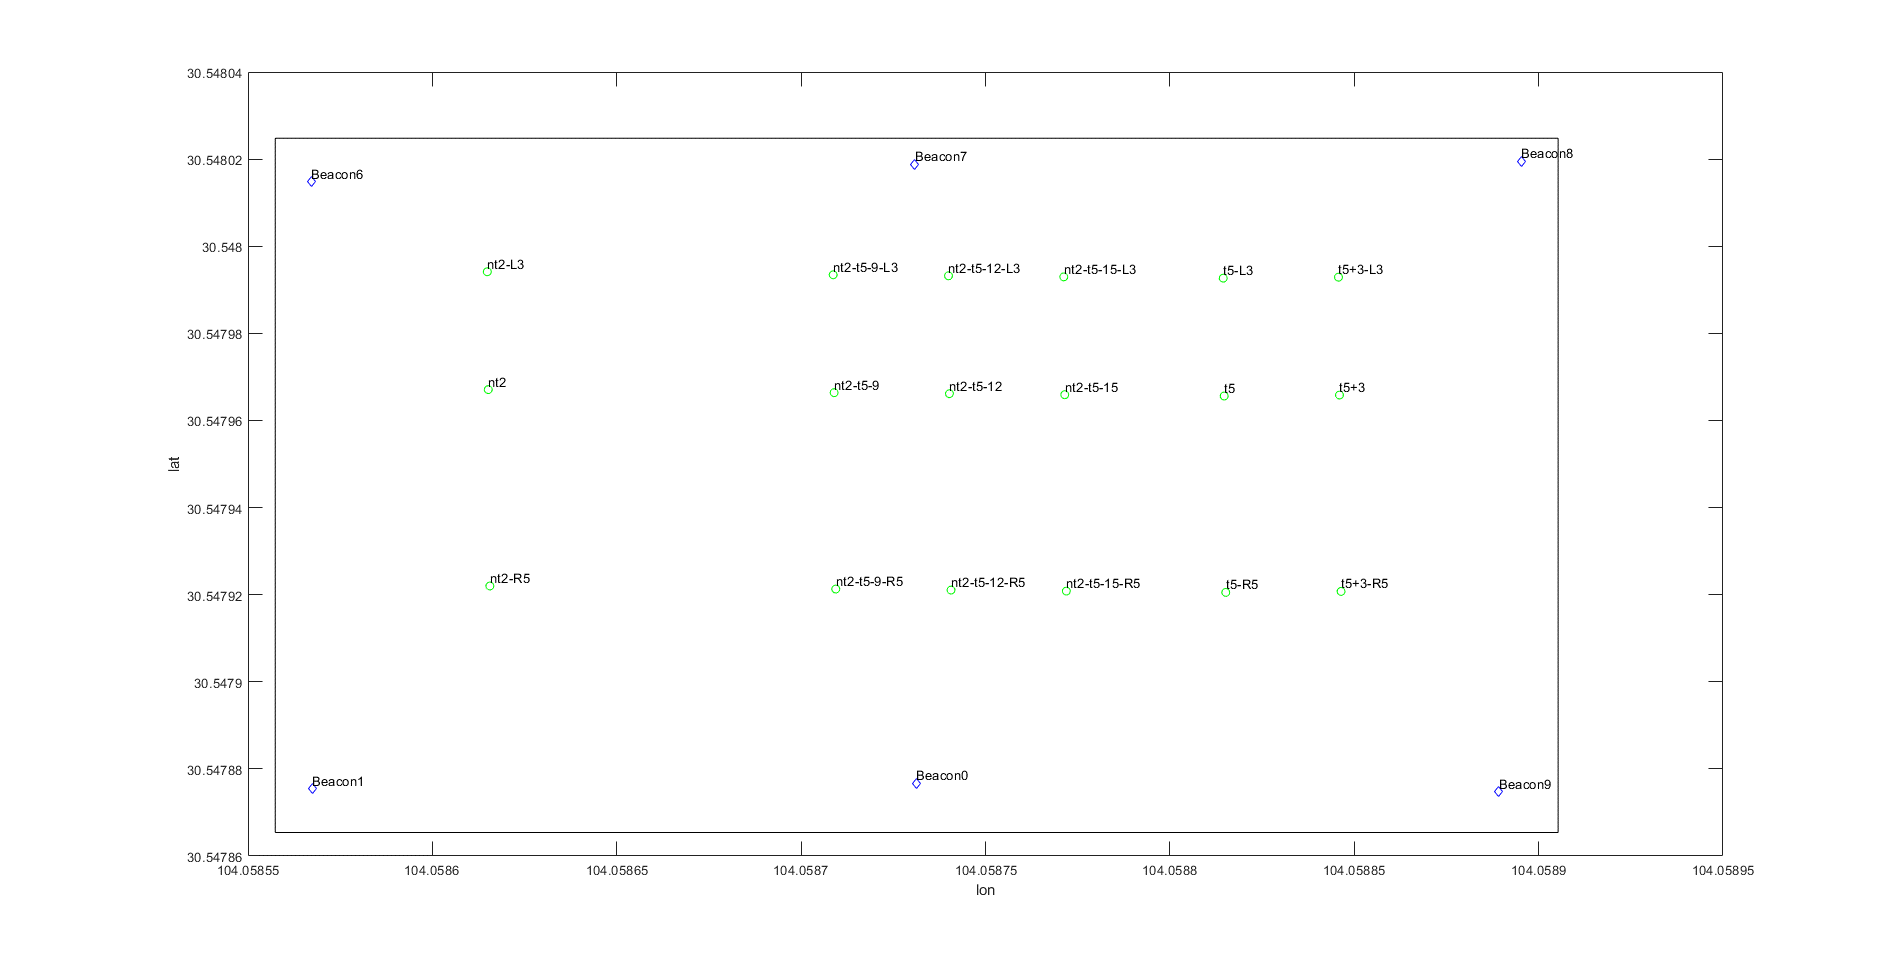 30.54804
Beacon7
Beacon8
30.54802
Beacon6
30.548
nt2-L3
nt2-t5-9-L3
nt2-t5-12-L3
nt2-t5-15-L3
t5-L3
t5+3-L3
30.54798
nt2
nt2-t5-9
nt2-t5-12
nt2-t5-15
t5
t5+3
30.54796
lat
30.54794
nt2-R5
nt2-t5-9-R5
nt2-t5-12-R5
nt2-t5-15-R5
t5-R5
t5+3-R5
30.54792
30.5479
30.54788
Beacon1
Beacon0
Beacon9
30.54786
104.05855
104.0586
104.05865
104.0587
104.05875
104.0588
104.05885
104.0589
104.05895
lon